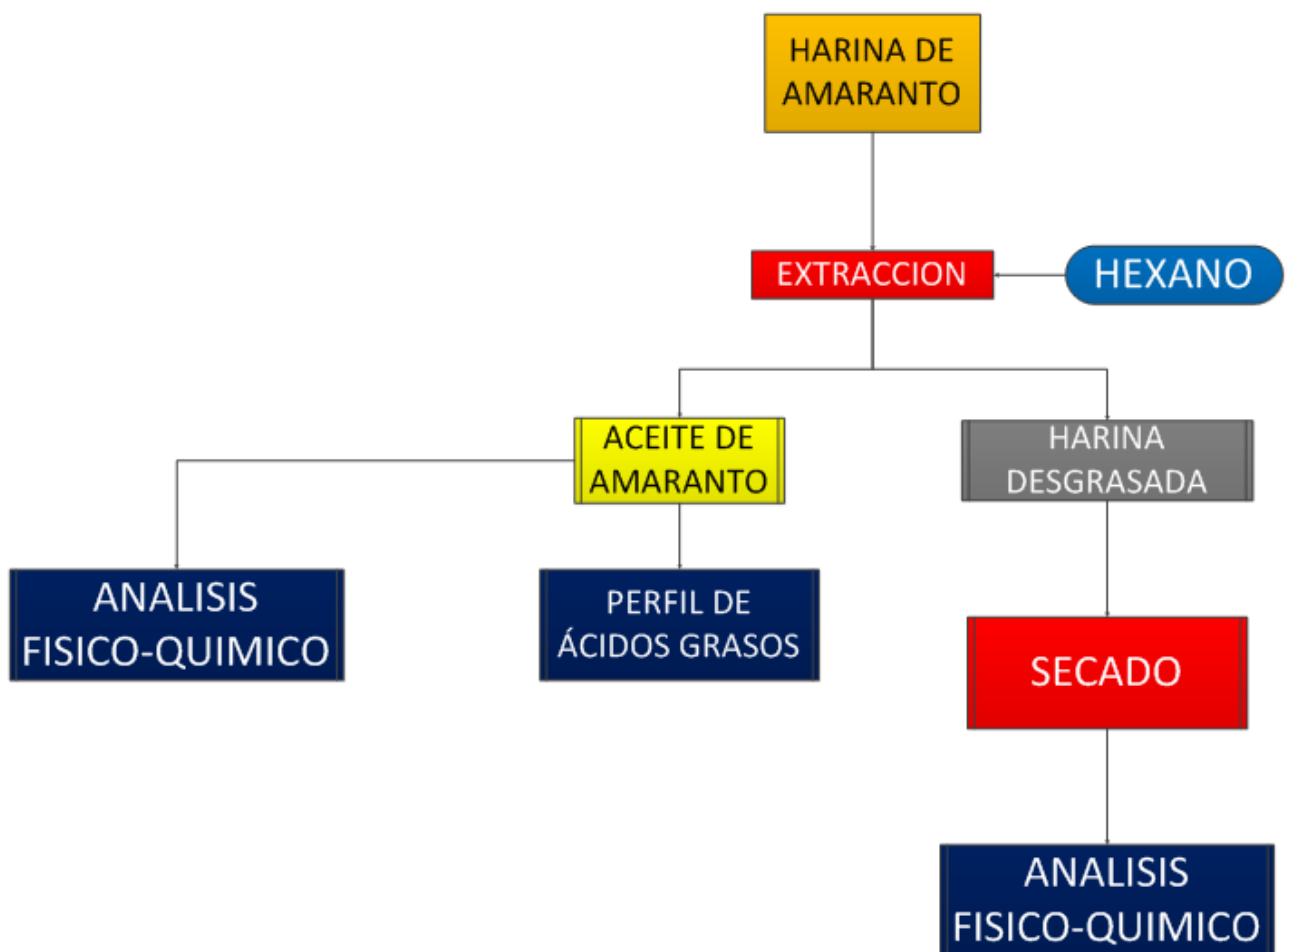 HARINA DE
AMARANTO
EXTRACCION
HEXANO
ACEITE DE
AMARANTO
HARINA
DESGRASADA
ANALISIS
FISICO-QUIMICO
PERFIL DE
ÁCIDOS GRASOS
SECADO
ANALISIS
FISICO-QUIMICO